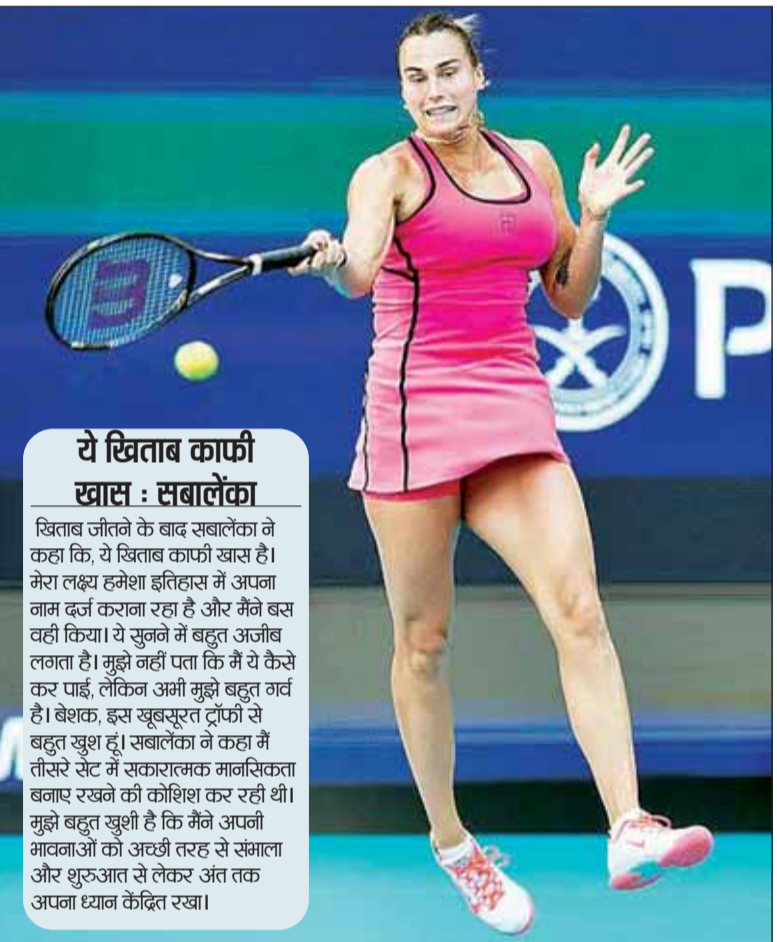 P
ये खिताब काफी
खास : सबालेंका
खिताब जीतने के बाद सबालेंका ने
कहा कि, ये खिताब काफी खास है।
मेरा लक्ष्य हमेशा इतिहास में अपना
नाम दर्ज कराना रहा है और मैंने बस
वही किया। ये सुनने में बहुत अजीब
लगता है। मुझे नहीं पता कि मैं ये कैसे
कर पाई, लेकिन अभी मुझे बहुत गर्व
है। बेशक, इस खूबसूरत ट्रॉफी से
बहुत खुश हूं। सबालेंका ने कहा मैं
तीसरे सेट में सकारात्मक मानसिकता
बनाए रखने की कोशिश कर रही थी।
मुझे बहुत खुशी है कि मैंने अपनी
भावनाओं को अच्छी तरह से संभाला
और शुरुआत से लेकर अंत तक
अपना ध्यान केंद्रित रखा।